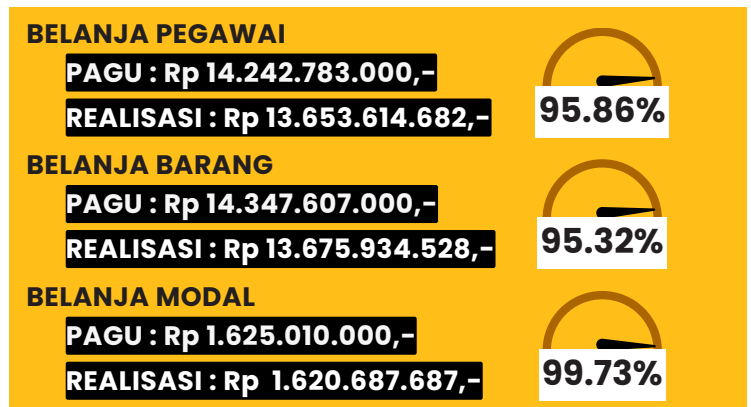 BELANJA PEGAWAI
PAGU : Rp 14.242.783.000,-
REALISASI : Rp 13.653.614.682,-
95.86%
BELANJA BARANG
PAGU : Rp 14.347.607.000,-
REALISASI : Rp 13.675.934.528,-
95.32%
BELANJA MODAL
PAGU : Rp 1.625.010.000,-
REALISASI : Rp 1.620.687.687,-
99.73%